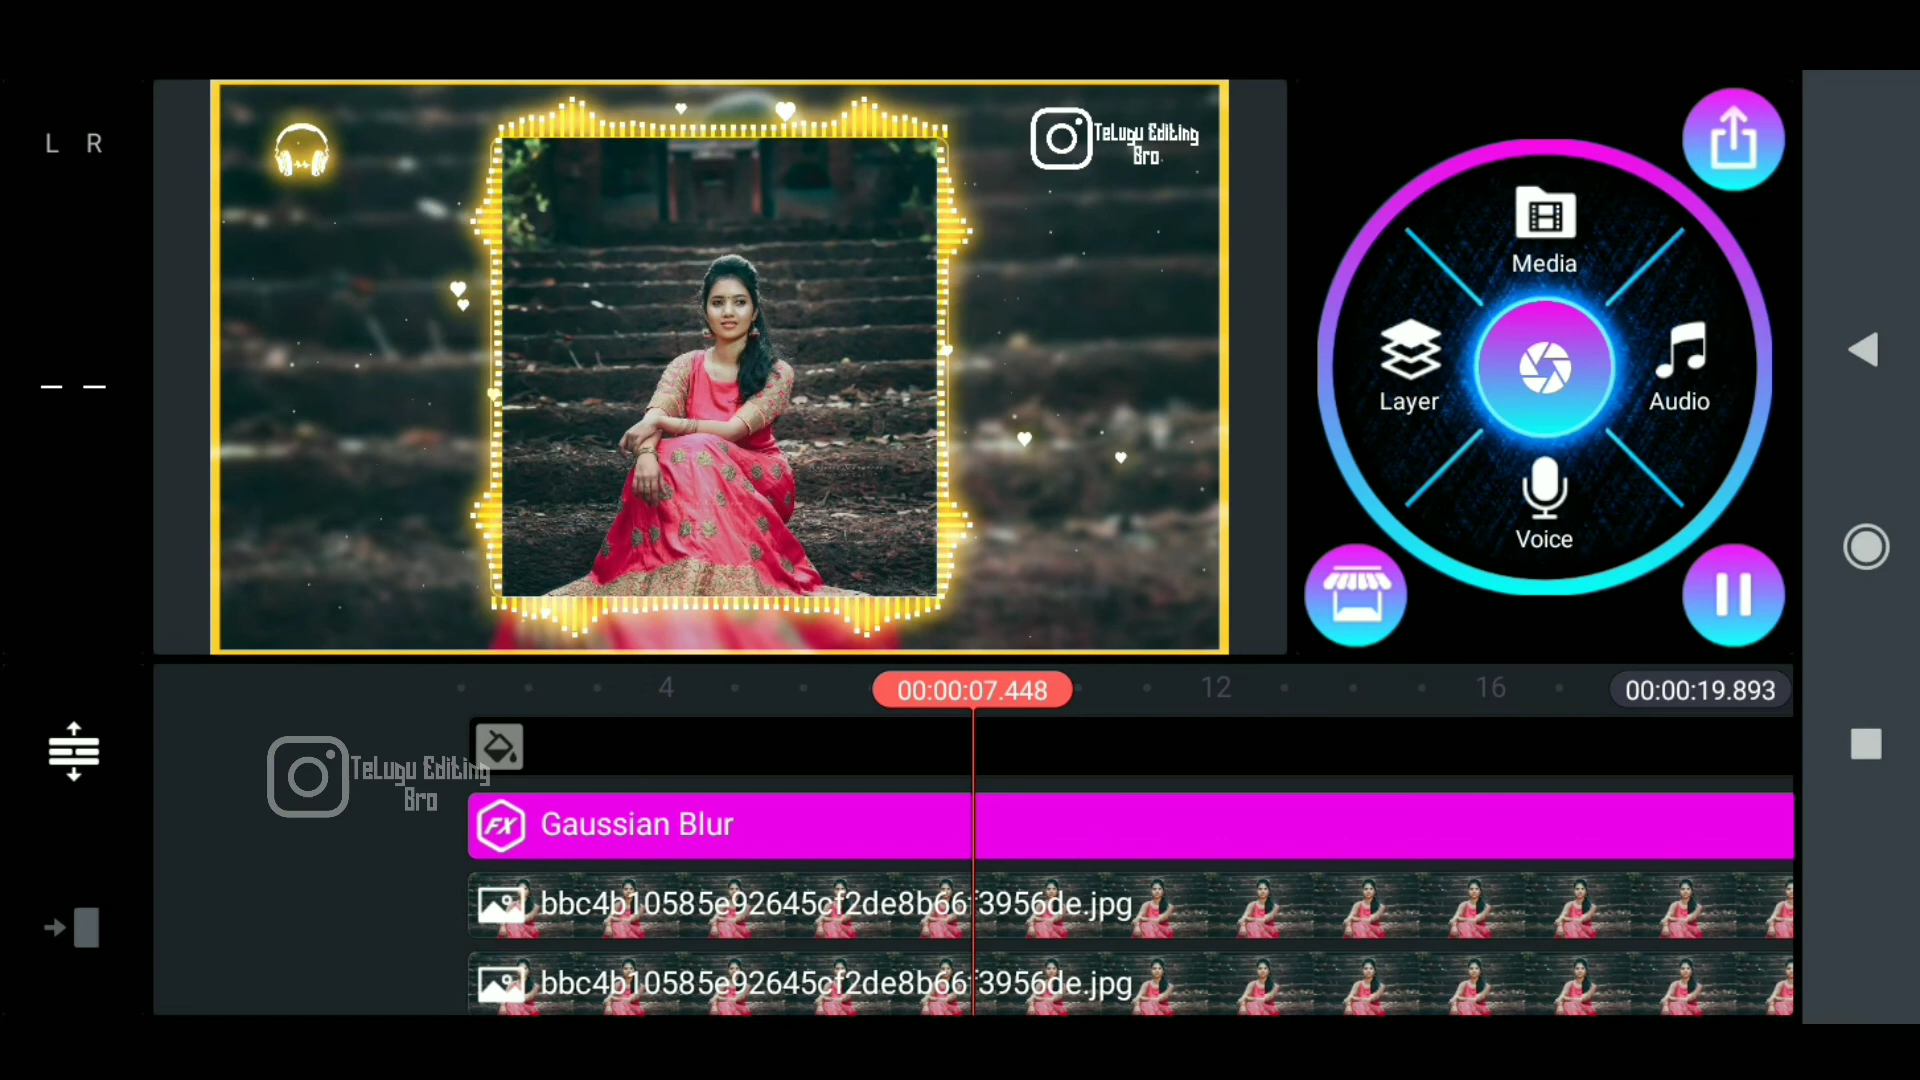 L R
Telugu Editing
Bro
Media
Layer
Audio
Voice
4
00:00:07.448
12
16
00:00:19.893
Telugu Editing
Bro
FX Gaussian Blur
bbc4b10585e92645cf2de8b66f3956de.jpg
bbc4b10585e92645cf2de8b66f3956de.jpg